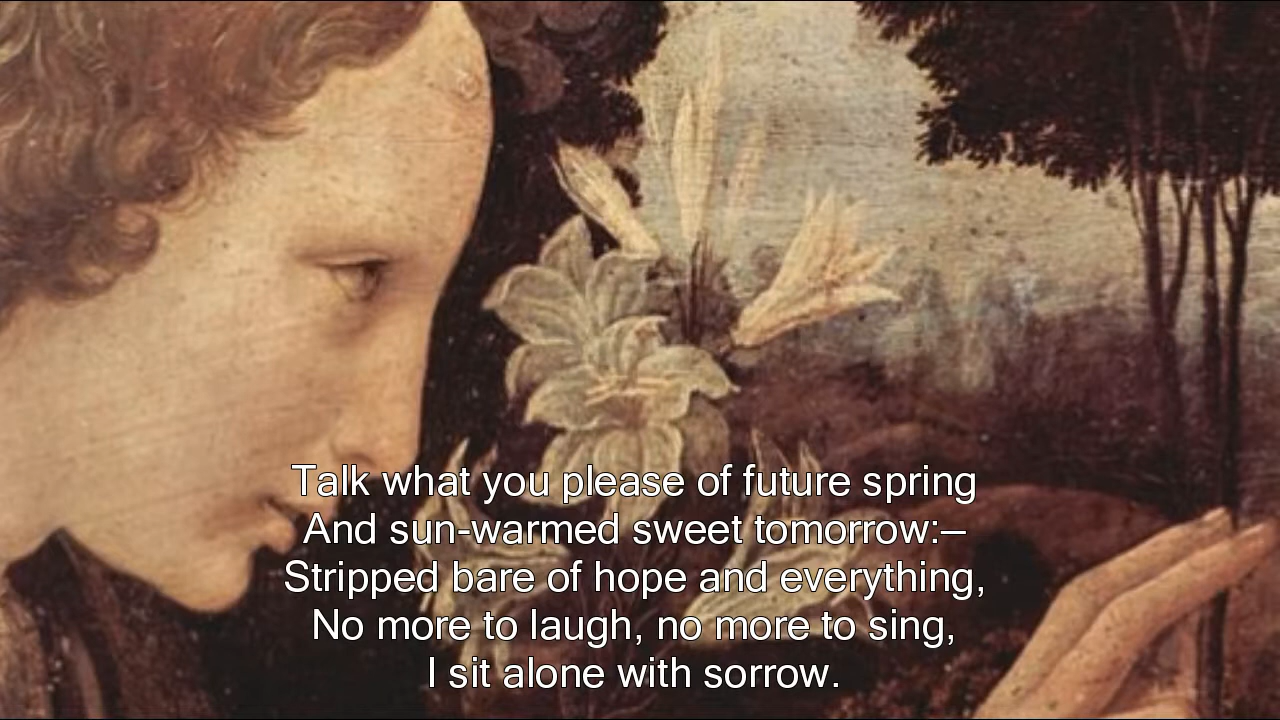 Talk what you please of future spring
And sun-warmed sweet tomorrow:—
Stripped bare of hope and everything,
No more to laugh, no more to sing,
I sit alone with sorrow.